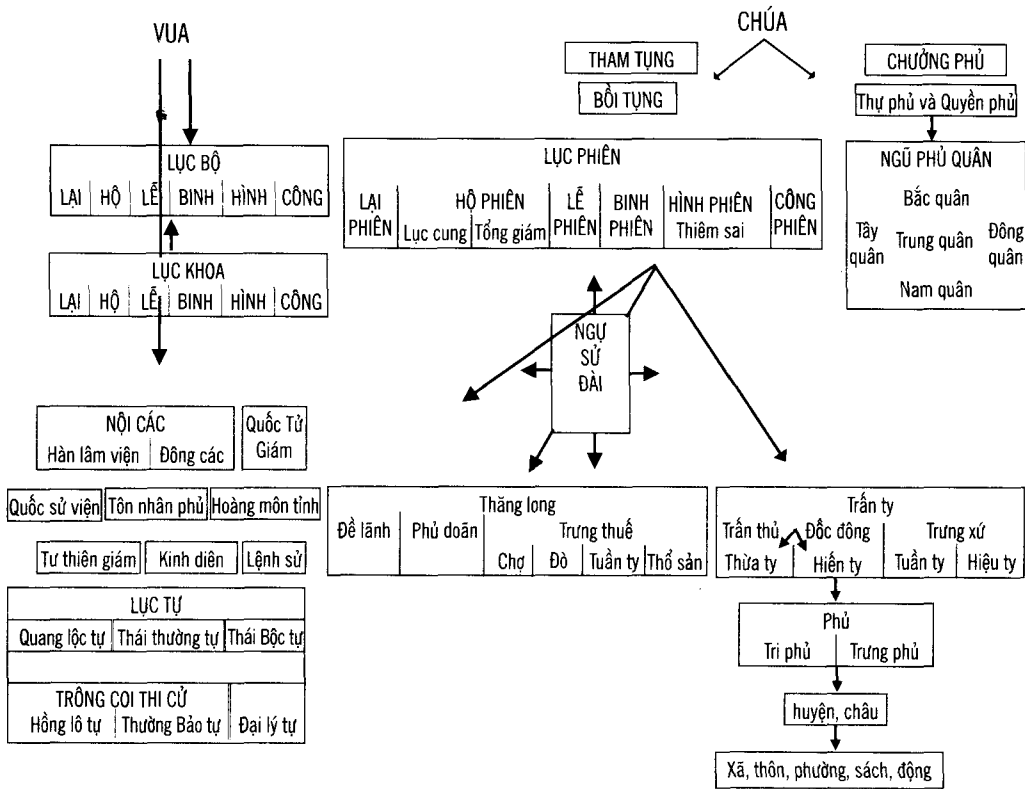 VUA
LỤC BỘ
LẠI HỘ LỄ BINH HÌNH CÔNG
LỤC KHOA
LẠI HỘ LỄ BINH HÌNH CÔNG
NỘI CÁC
Hàn lâm viện Đông các
Quốc Tử
Giám
Quốc sử viện Tôn nhân phủ Hoàng môn tỉnh
Tư thiên giám Kinh diên Lệnh sử
LỤC TỰ
Quang lộc tự Thái thường tự Thái Bộc tự
TRÔNG COI THI CỬ
Hồng lô tự Thường Bảo tự Đại lý tự
CHÚA
THAM TỤNG
BỒI TỤNG
CHƯỞNG PHỦ
Thự phủ và Quyền phủ
LỤC PHIÊN
LẠI
PHIÊN
HỘ PHIÊN
Lục cung Tổng giám
LỄ
PHIÊN
BINH
PHIÊN
HÌNH PHIÊN
Thiêm sai
CÔNG
PHIÊN
NGŨ PHỦ QUÂN
Bắc quân
Tây
quân
Trung quân
Đông
quân
Nam quân
NGỰ
SỬ
ĐÀI
Thăng long
Đề lãnh Phủ doãn Trưng thuế
Chợ Đò Tuần ty Thổ sản
Trấn ty
Trấn thủ Đốc đông Trưng xứ
Thừa ty Hiến ty Tuần ty Hiệu ty
Phủ
Tri phủ Trưng phủ
huyện, châu
Xã, thôn, phường, sách, động